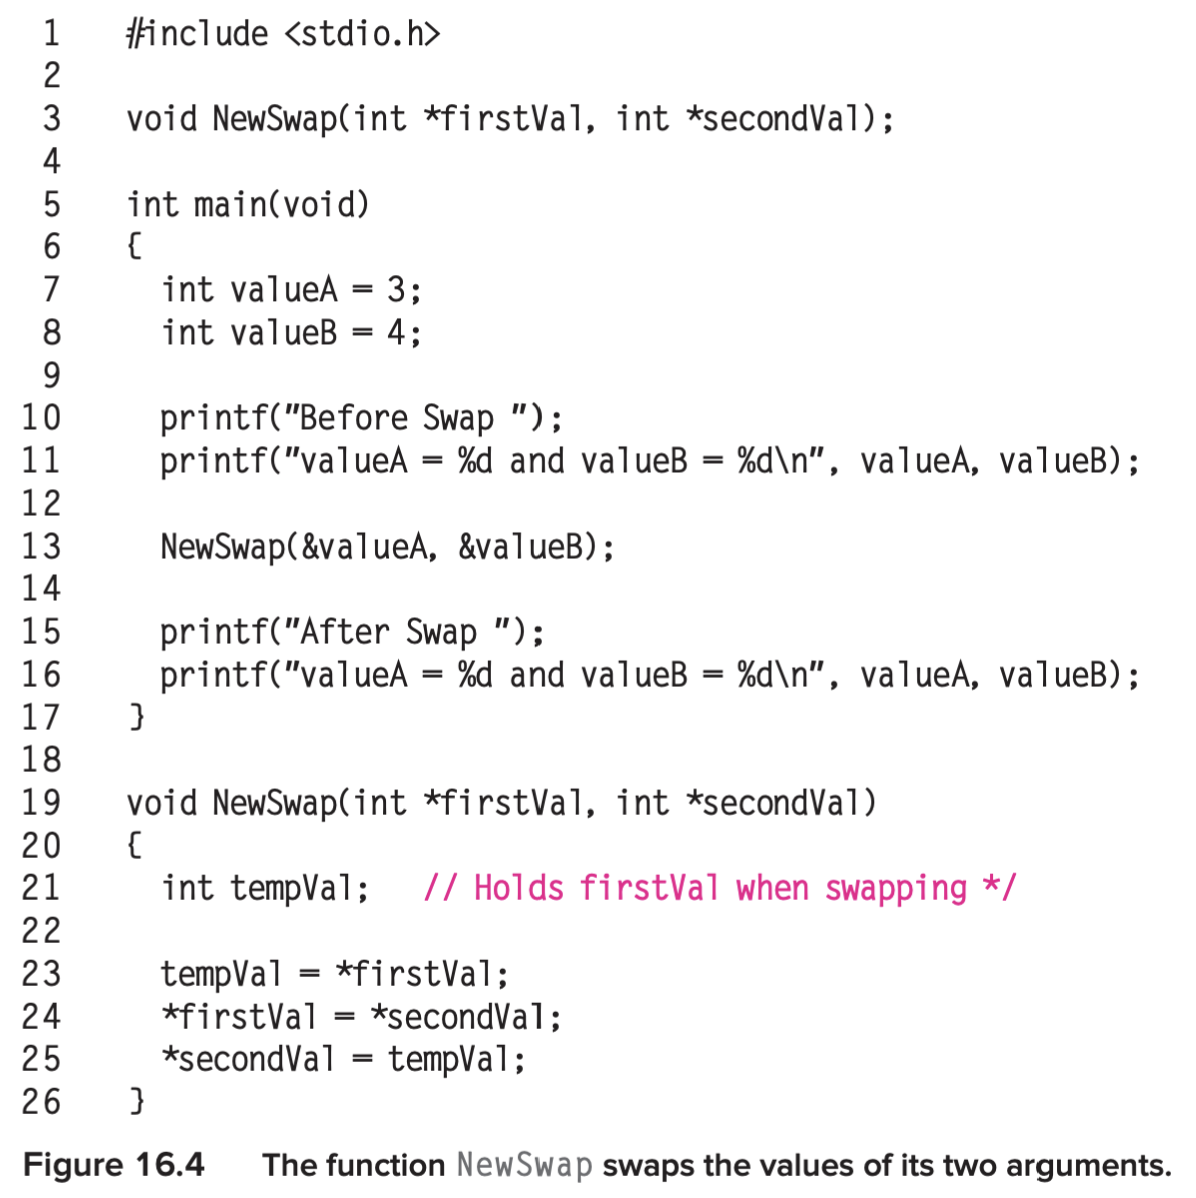 1 #include <stdio.h>
2
3 void NewSwap(int *firstVal, int *secondVal);
4
5 int main(void)
6 {
7 int valueA = 3;
8 int valueB = 4;
9
10 printf("Before Swap ");
11 printf("valueA = %d and valueB = %d\n", valueA, valueB);
12
13 NewSwap(&valueA, &valueB);
14
15 printf("After Swap ");
16 printf("valueA = %d and valueB = %d\n", valueA, valueB);
17 }
18
19 void NewSwap(int *firstVal, int *secondVal)
20 {
21 int tempVal; // Holds firstVal when swapping */
22
23 tempVal = *firstVal;
24 *firstVal = *secondVal;
25 *secondVal = tempVal;
26 }
Figure 16.4 The function NewSwap swaps the values of its two arguments.